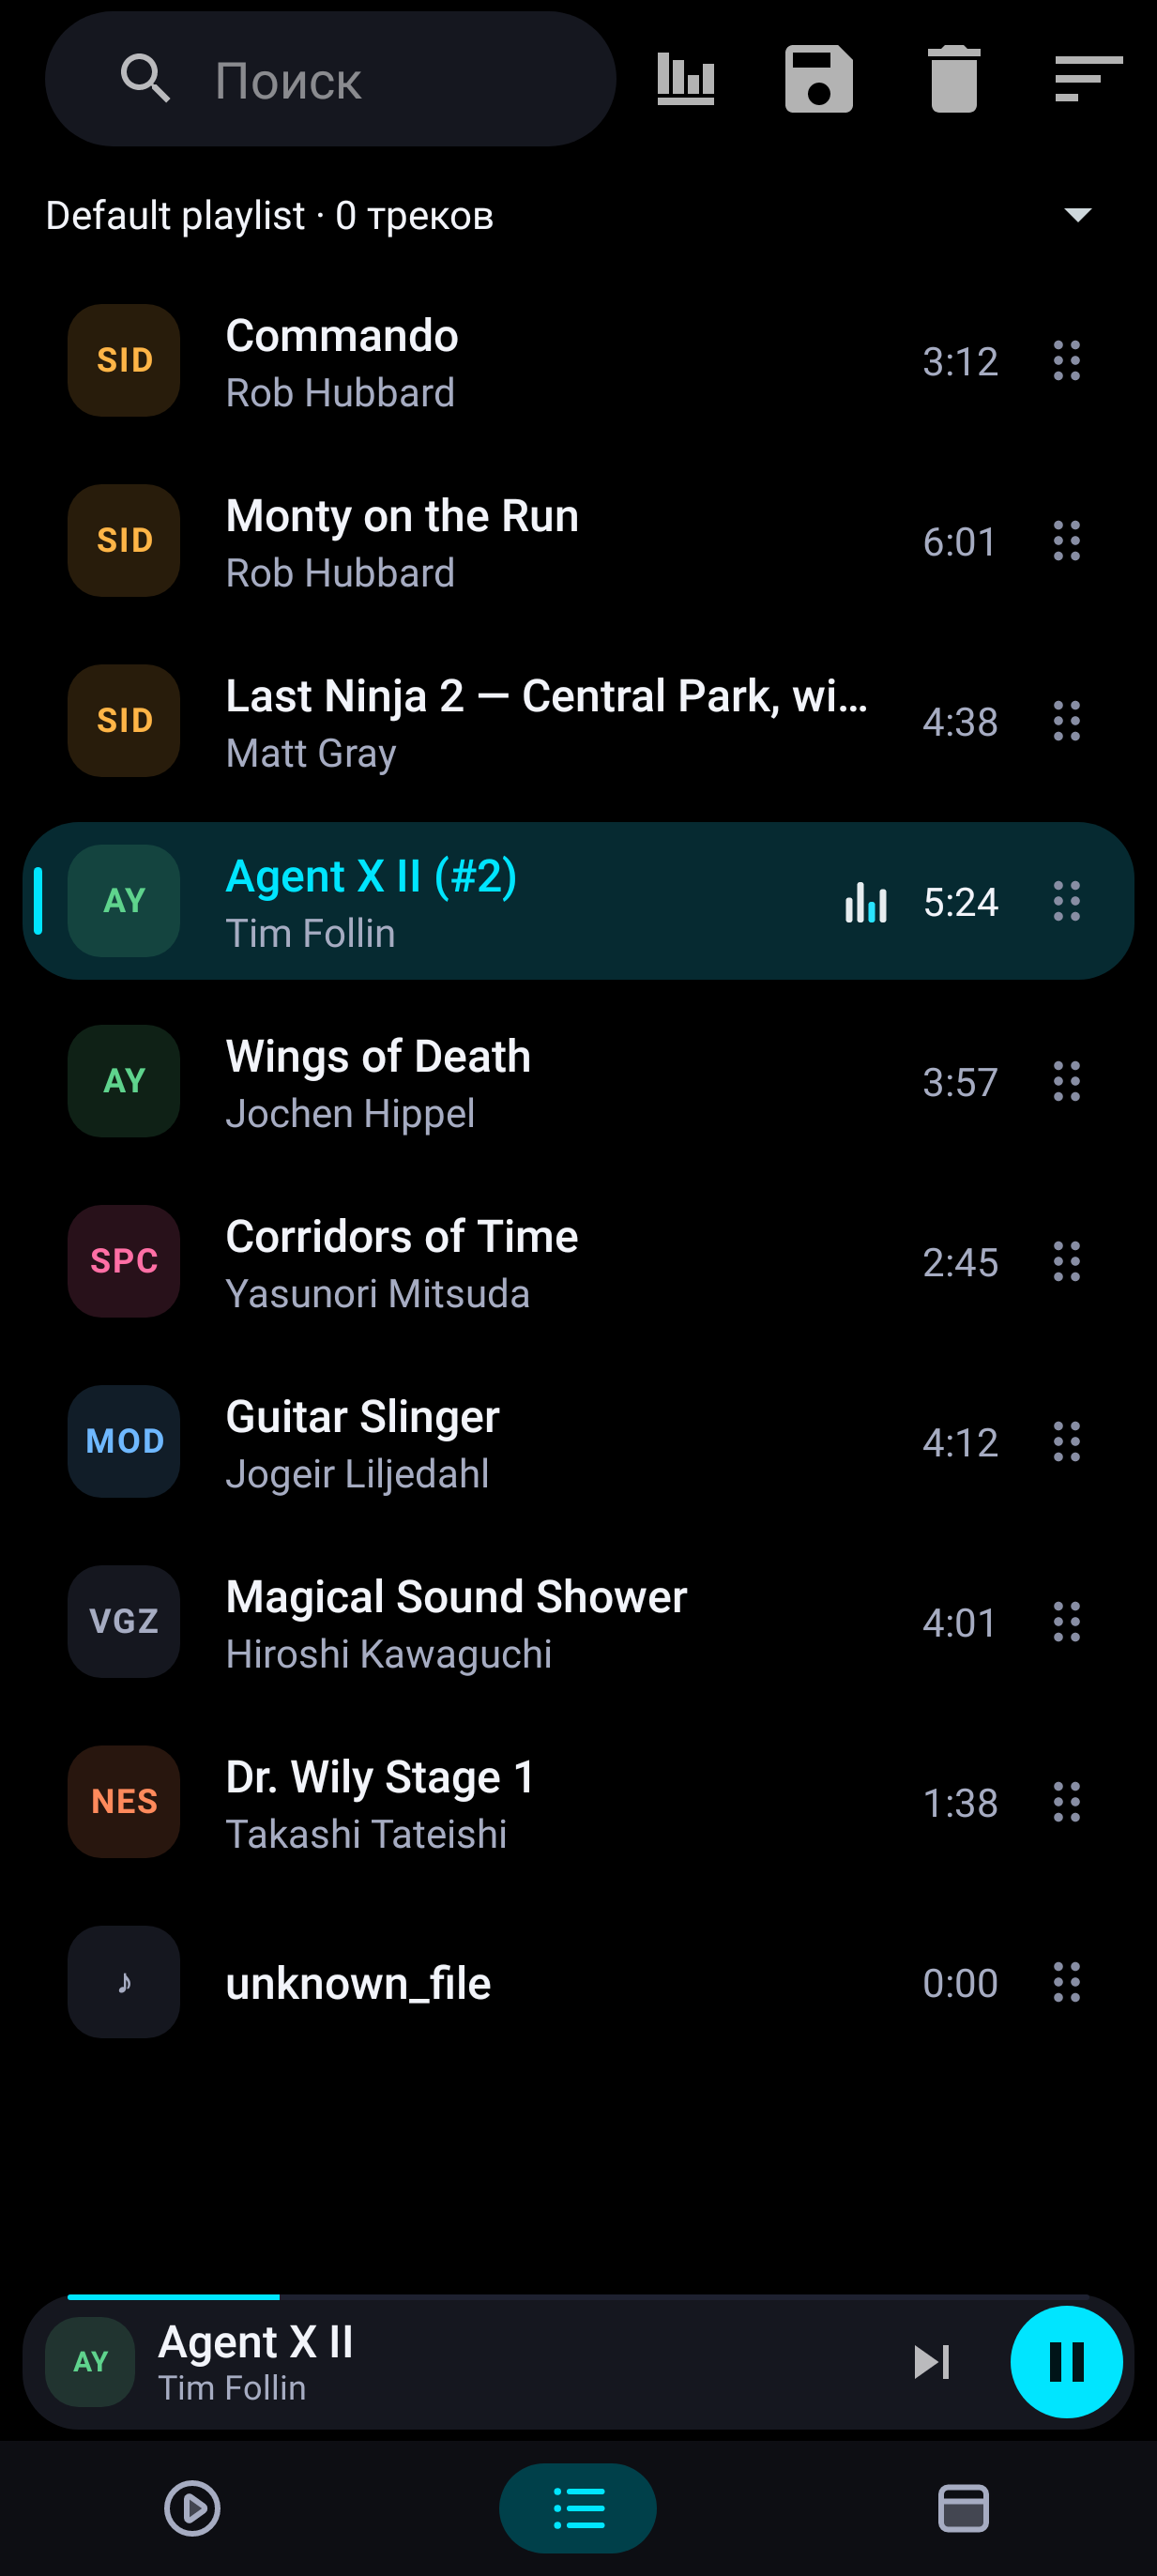 Поиск
Default playlist · 0 треков
SID
Commando
Rob Hubbard
3:12
SID
Monty on the Run
Rob Hubbard
6:01
SID
Last Ninja 2 — Central Park, wi...
Matt Gray
4:38
AY
Agent X II (#2)
Tim Follin
5:24
AY
Wings of Death
Jochen Hippel
3:57
SPC
Corridors of Time
Yasunori Mitsuda
2:45
MOD
Guitar Slinger
Jogeir Liljedahl
4:12
VGZ
Magical Sound Shower
Hiroshi Kawaguchi
4:01
NES
Dr. Wily Stage 1
Takashi Tateishi
1:38
♪
unknown_file
0:00
AY
Agent X II
Tim Follin